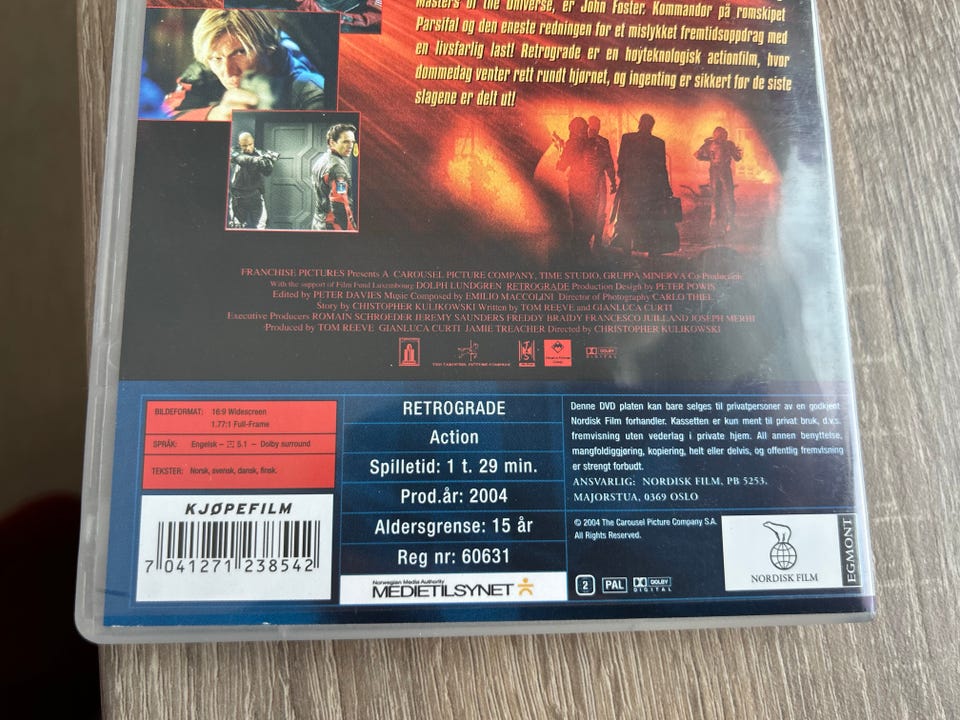 Masters of the Universe, er John Foster. Kommandør på romskipet
Parsifal og den eneste redningen for et mislykket fremtidsoppdrag med
en livsfarlig last! Retrograde er en høyteknologisk actionfilm, hvor
dommedag venter rett rundt hjørnet, og ingenting er sikkert før de siste
slagene er delt ut!
FRANCHISE PICTURES Presents A CAROUSEL PICTURE COMPANY, TIME STUDIO, GRUPPA MINERVA Co-Production
With the support of Film Fund Luxembourg DOLPH LUNDGREN RETROGRADE Production Desigh by PETER POWIS
Edited by PETER DAVIES Music Composed by EMILIO MACCOLINI Director of Photography CARLO THIEL
Story by CHISTOPHER KULIKOWSKI Written by TOM REEVE and GIANLUCA CURTI
Executive Producers ROMAIN SCHROEDER JEREMY SAUNDERS FREDDY BRAIDY FRANCESCO JUILLAND JOSEPH MERHI
Produced by TOM REEVE GIANLUCA CURTI JAMIE TREACHER Directed by CHRISTOPHER KULIKOWSKI
THE CAROUSEL PICTURE COMPANY
DOLBY
DIGITAL
BILDEFORMAT: 16:9 Widescreen
1.77:1 Full-Frame
SPRÅK: Engelsk – 5.1 – Dolby surround
TEKSTER: Norsk, svensk, dansk, finsk.
KJØPEFILM
7 041271 238542
RETROGRADE
Action
Spilletid: 1 t. 29 min.
Prod.år: 2004
Aldersgrense: 15 år
Reg nr: 60631
Norwegian Media Authority
MEDIETILSYNET
Denne DVD platen kan bare selges til privatpersoner av en godkjent
Nordisk Film forhandler. Kassetten er kun ment til privat bruk, d.v.s.
fremvisning uten vederlag i private hjem. All annen benyttelse,
mangfoldiggjøring, kopiering, helt eller delvis, og offentlig fremvisning
er strengt forbudt.
ANSVARLIG: NORDISK FILM, PB 5253,
MAJORSTUA, 0369 OSLO
© 2004 The Carousel Picture Company S.A.
All Rights Reserved.
2 PAL DOLBY
DIGITAL
NORDISK FILM
EGMONT